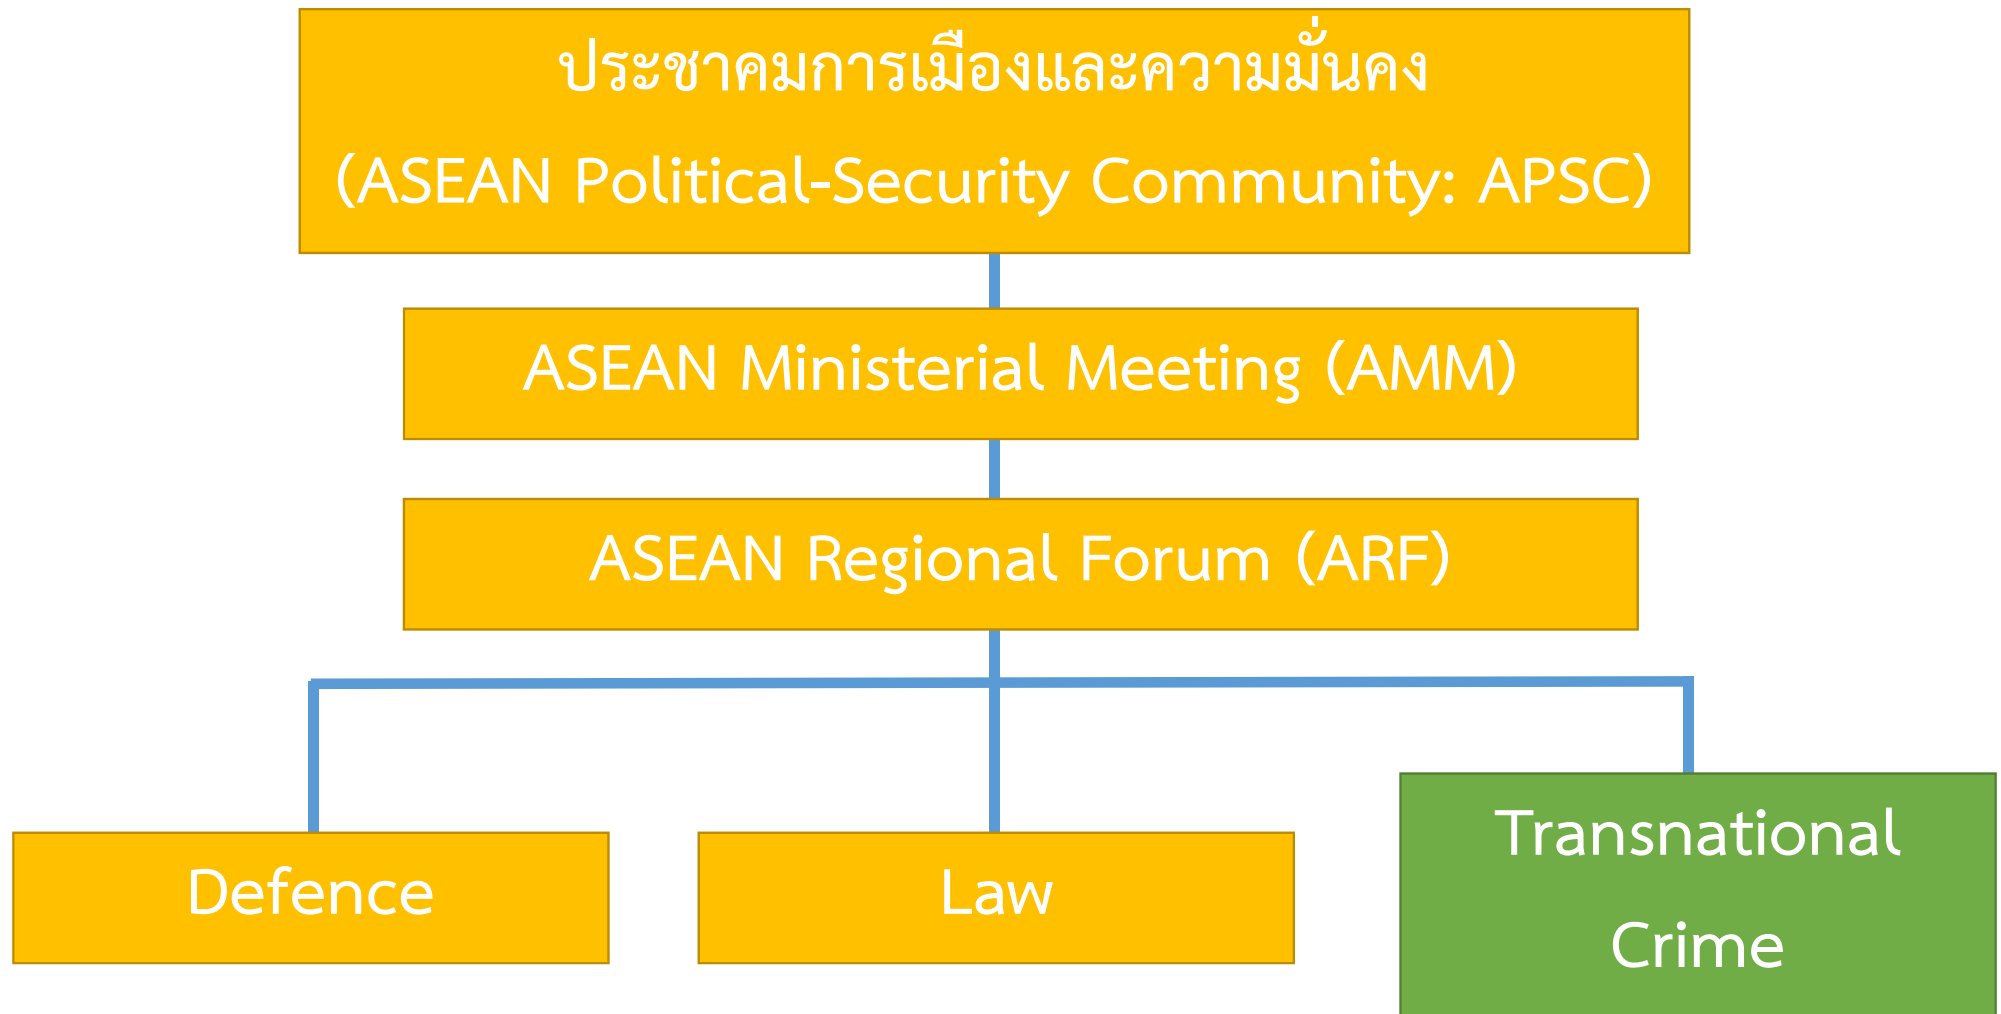 ประชาคมการเมืองและความมั่นคง
(ASEAN Political-Security Community: APSC)
ASEAN Ministerial Meeting (AMM)
ASEAN Regional Forum (ARF)
Defence
Law
Transnational
Crime